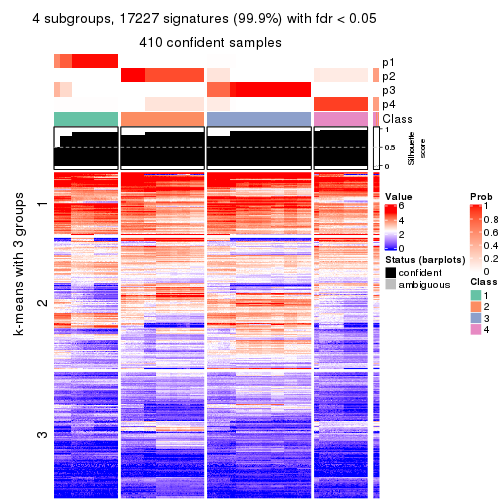 4 subgroups, 17227 signatures (99.9%) with fdr < 0.05
410 confident samples
p1
p2
p3
p4
Class
1
0.5
0
Silhouette
score
k-means with 3 groups
1
2
3
Value
6
4
2
0
Status (barplots)
confident
ambiguous
Prob
1
0.8
0.6
0.4
0.2
0
Class
1
2
3
4